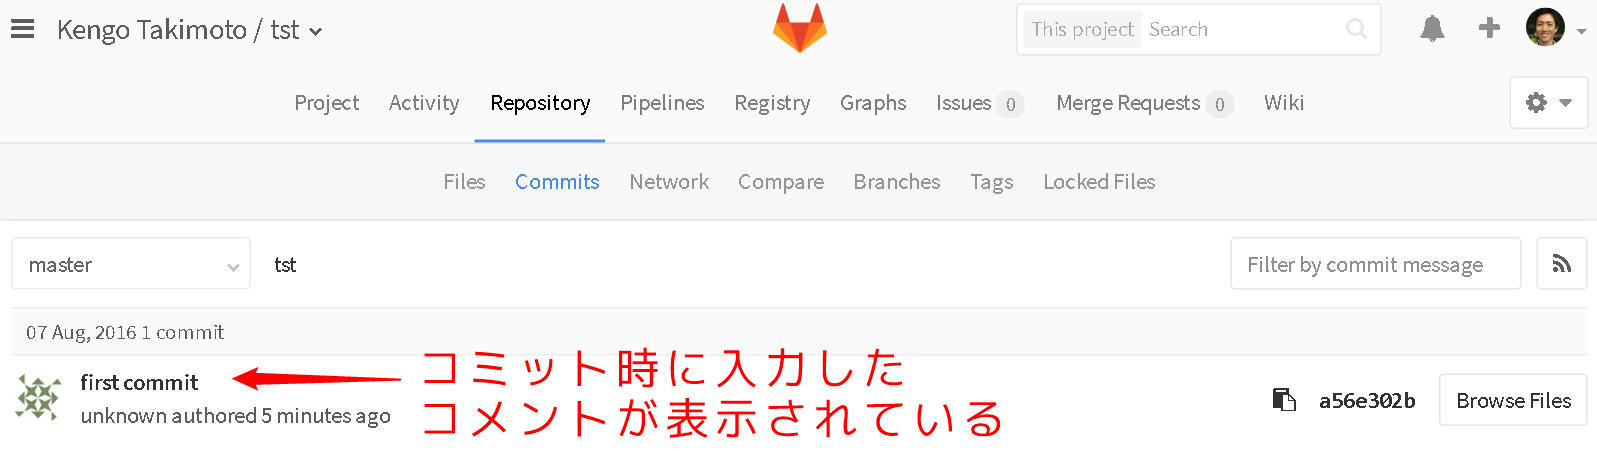 Kengo Takimoto / tst
This project Search
Project Activity Repository Pipelines Registry Graphs Issues 0 Merge Requests 0 Wiki
Files Commits Network Compare Branches Tags Locked Files
master tst Filter by commit message
07 Aug, 2016 1 commit
first commit
unknown authored 5 minutes ago
コミット時に入力した
コメントが表示されている
a56e302b Browse Files